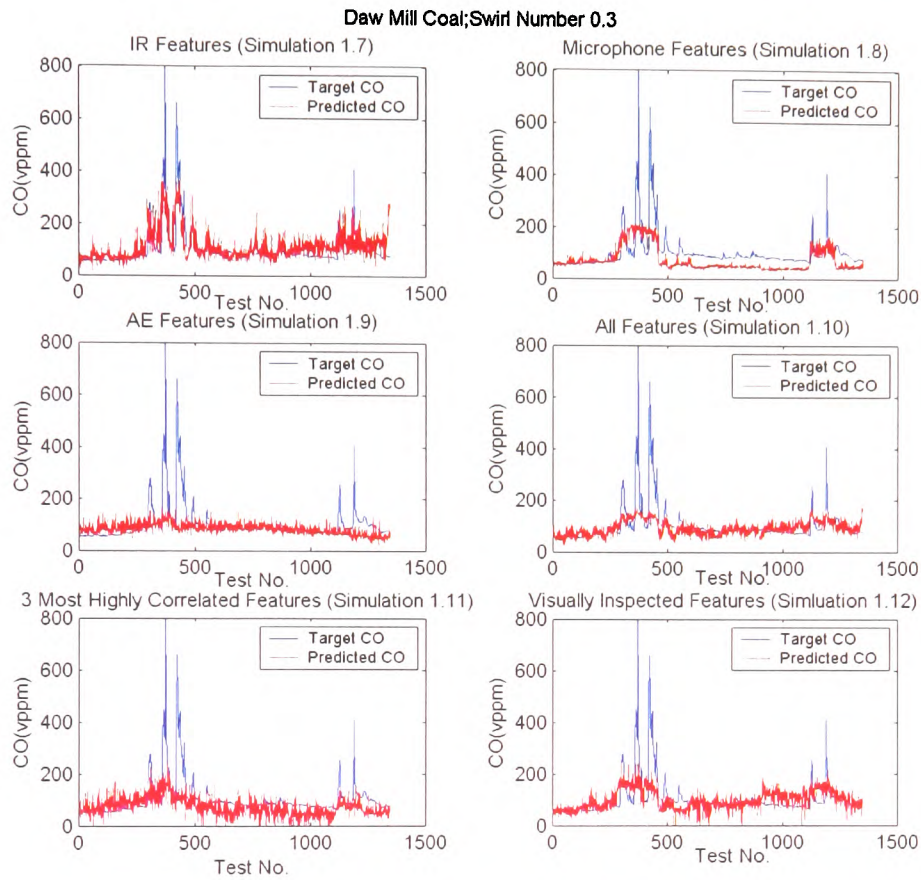 Daw Mill Coal;Swirl Number 0.3
IR Features (Simulation 1.7)
800
600
400
200
0
CO(vppm)
Target CO
Predicted CO
0
500
1000
1500
Test No.
Microphone Features (Simulation 1.8)
800
600
400
200
0
CO(vppm)
Target CO
Predicted CO
0
500
1000
1500
Test No.
AE Features (Simulation 1.9)
800
600
400
200
0
CO(vppm)
Target CO
Predicted CO
0
500
1000
1500
Test No.
All Features (Simulation 1.10)
800
600
400
200
0
CO(vppm)
Target CO
Predicted CO
0
500
1000
1500
Test No.
3 Most Highly Correlated Features (Simulation 1.11)
800
600
400
200
0
CO(vppm)
Target CO
Predicted CO
0
500
1000
1500
Test No.
Visually Inspected Features (Simluation 1.12)
800
600
400
200
0
CO(vppm)
Target CO
Predicted CO
0
500
1000
1500
Test No.